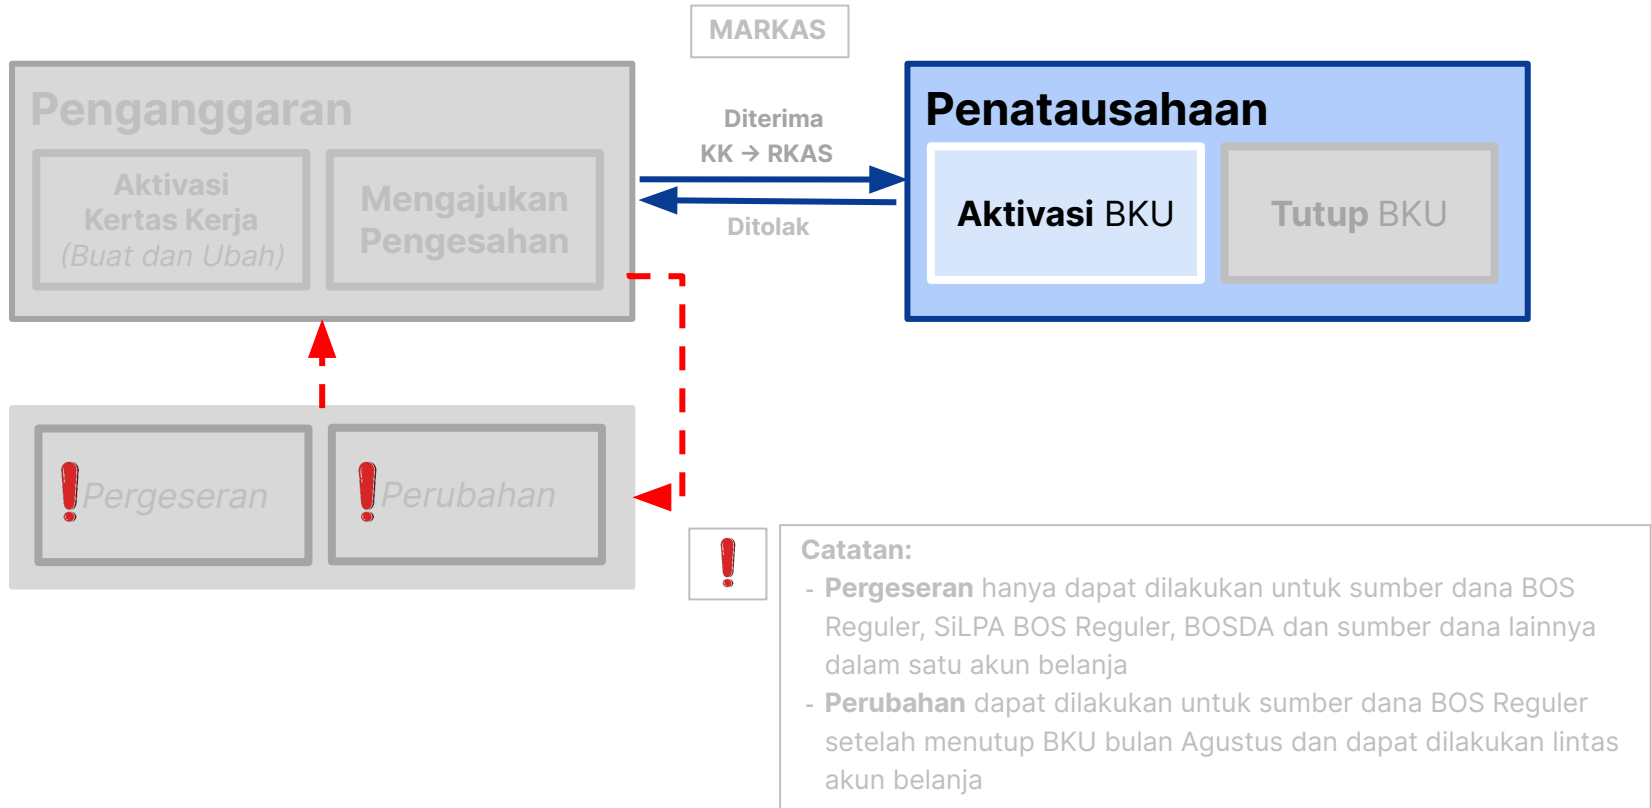 MARKAS
Penganggaran
Aktivasi
Kertas Kerja
(Buat dan Ubah)
Mengajukan
Pengesahan
Diterima
KK → RKAS
Ditolak
Penatausahaan
Aktivasi BKU
Tutup BKU
Pergeseran
Perubahan
Catatan:
- Pergeseran hanya dapat dilakukan untuk sumber dana BOS
Reguler, SiLPA BOS Reguler, BOSDA dan sumber dana lainnya
dalam satu akun belanja
- Perubahan dapat dilakukan untuk sumber dana BOS Reguler
setelah menutup BKU bulan Agustus dan dapat dilakukan lintas
akun belanja